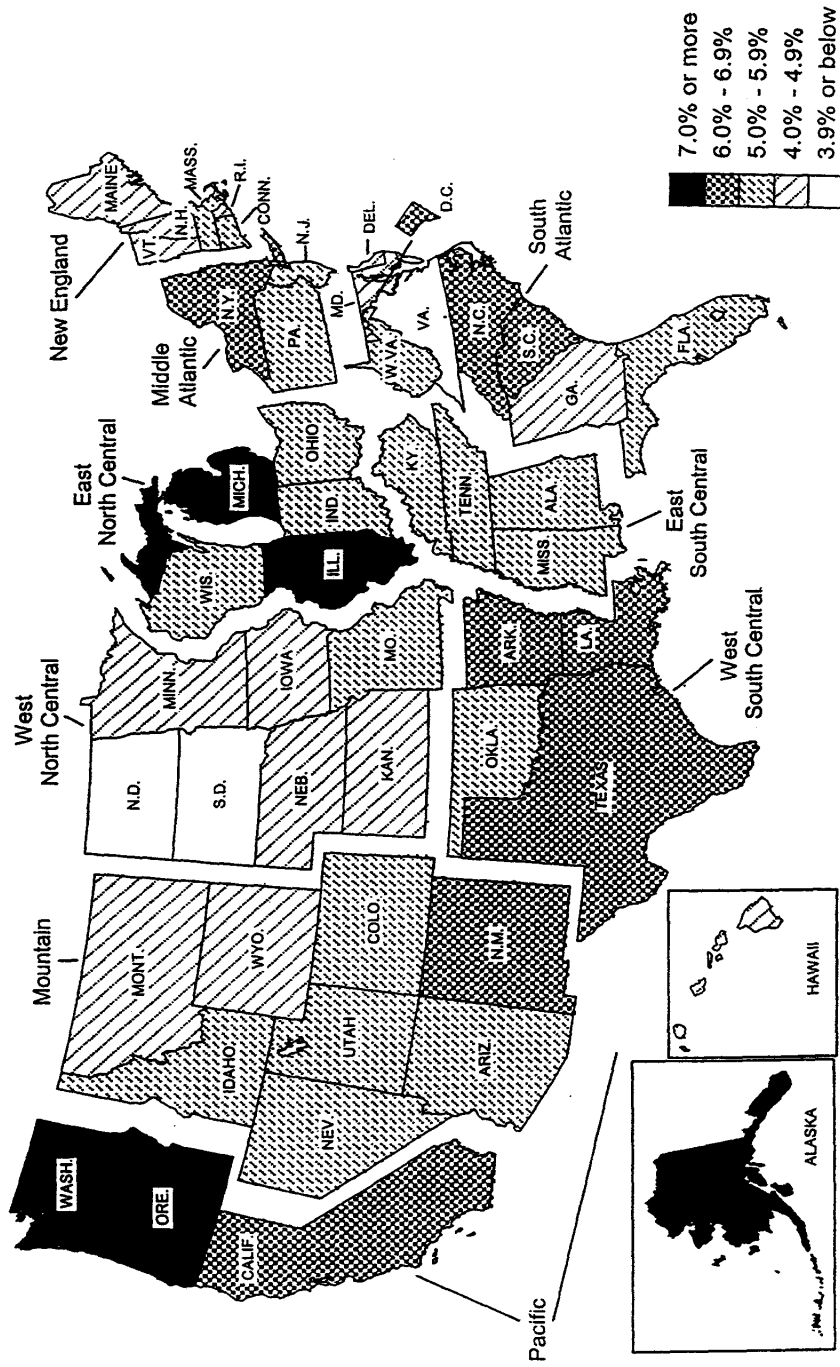 Pacific
Mountain
West
North Central
East
North Central
Middle
Atlantic
New England
South
Atlantic
East
South Central
West
South Central
WASH.
ORE.
CALIF.
NEV.
IDAHO
MONT.
WYO.
UTAH
COLO
ARIZ.
N.M.
N.D.
S.D.
NEB.
KAN.
MINN.
IOWA
MO.
OKLA.
TEXAS
ARK.
LA.
WIS.
MICH.
ILL.
IND.
OHIO
KY.
TENN.
MISS.
ALA
N.Y.
PA.
N.J.
MAINE
VT.
N.H.
MASS.
R.I.
CONN.
DEL.
MD.
D.C.
W.VA.
VA.
N.C.
S.C.
GA.
FLA.
ALASKA
HAWAII
7.0% or more
6.0% - 6.9%
5.0% - 5.9%
4.0% - 4.9%
3.9% or below